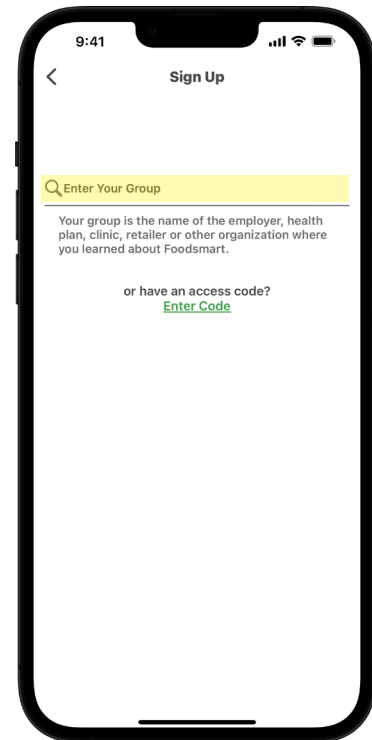 9:41
Sign Up
Enter Your Group
Your group is the name of the employer, health
plan, clinic, retailer or other organization where
you learned about Foodsmart.
or have an access code?
Enter Code